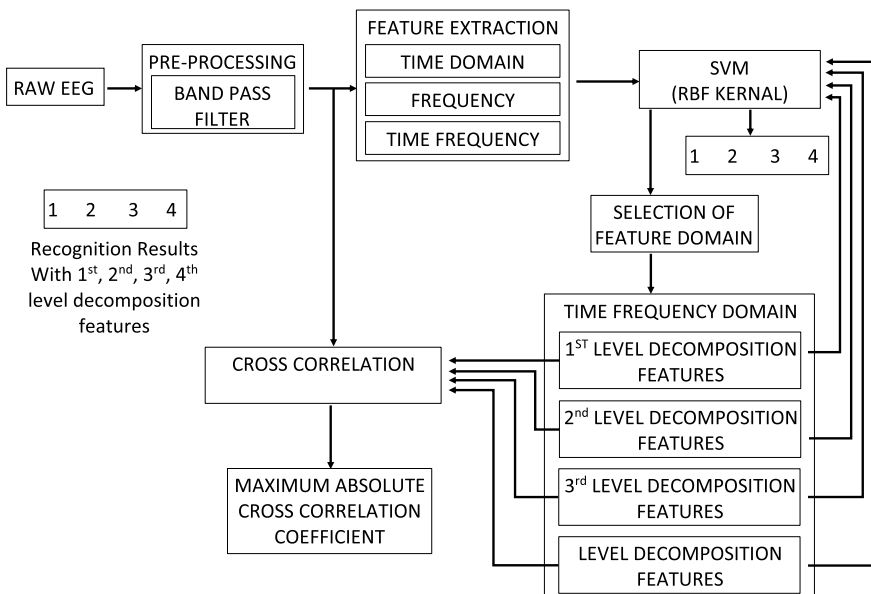 RAW EEG
PRE-PROCESSING
BAND PASS
FILTER
FEATURE EXTRACTION
TIME DOMAIN
FREQUENCY
TIME FREQUENCY
SVM
(RBF KERNAL)
1 2 3 4
SELECTION OF
FEATURE DOMAIN
1 2 3 4
Recognition Results
With 1st, 2nd, 3rd, 4th
level decomposition
features
TIME FREQUENCY DOMAIN
1ST LEVEL DECOMPOSITION
FEATURES
2nd LEVEL DECOMPOSITION
FEATURES
3rd LEVEL DECOMPOSITION
FEATURES
LEVEL DECOMPOSITION
FEATURES
CROSS CORRELATION
MAXIMUM ABSOLUTE
CROSS CORRELATION
COEFFICIENT